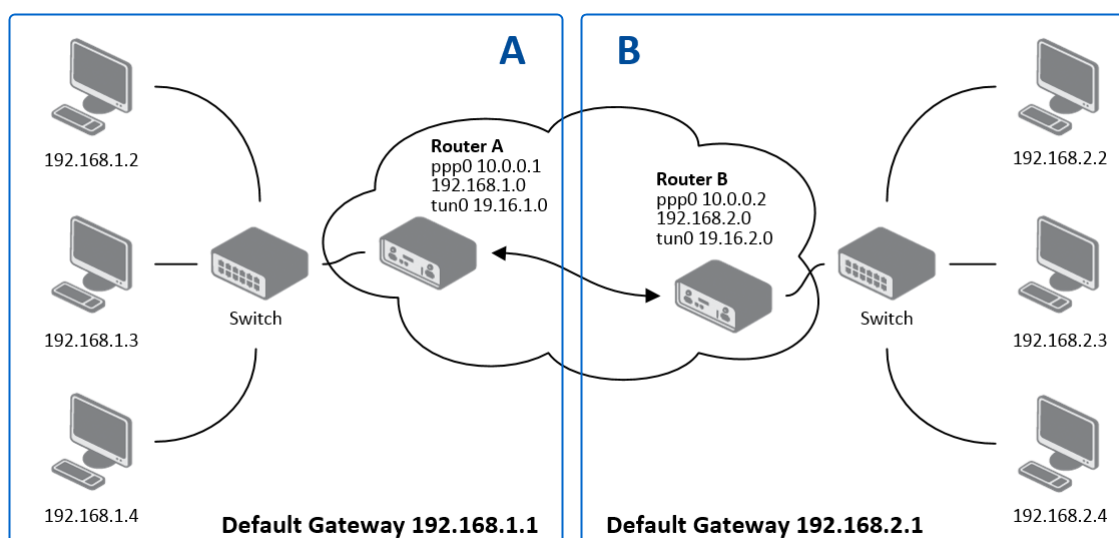 A
B
192.168.1.2
Router A
ppp0 10.0.0.1
192.168.1.0
tun0 19.16.1.0
Router B
ppp0 10.0.0.2
192.168.2.0
tun0 19.16.2.0
192.168.2.2
Switch
Switch
192.168.1.3
192.168.2.3
192.168.1.4
Default Gateway 192.168.1.1
Default Gateway 192.168.2.1
192.168.2.4